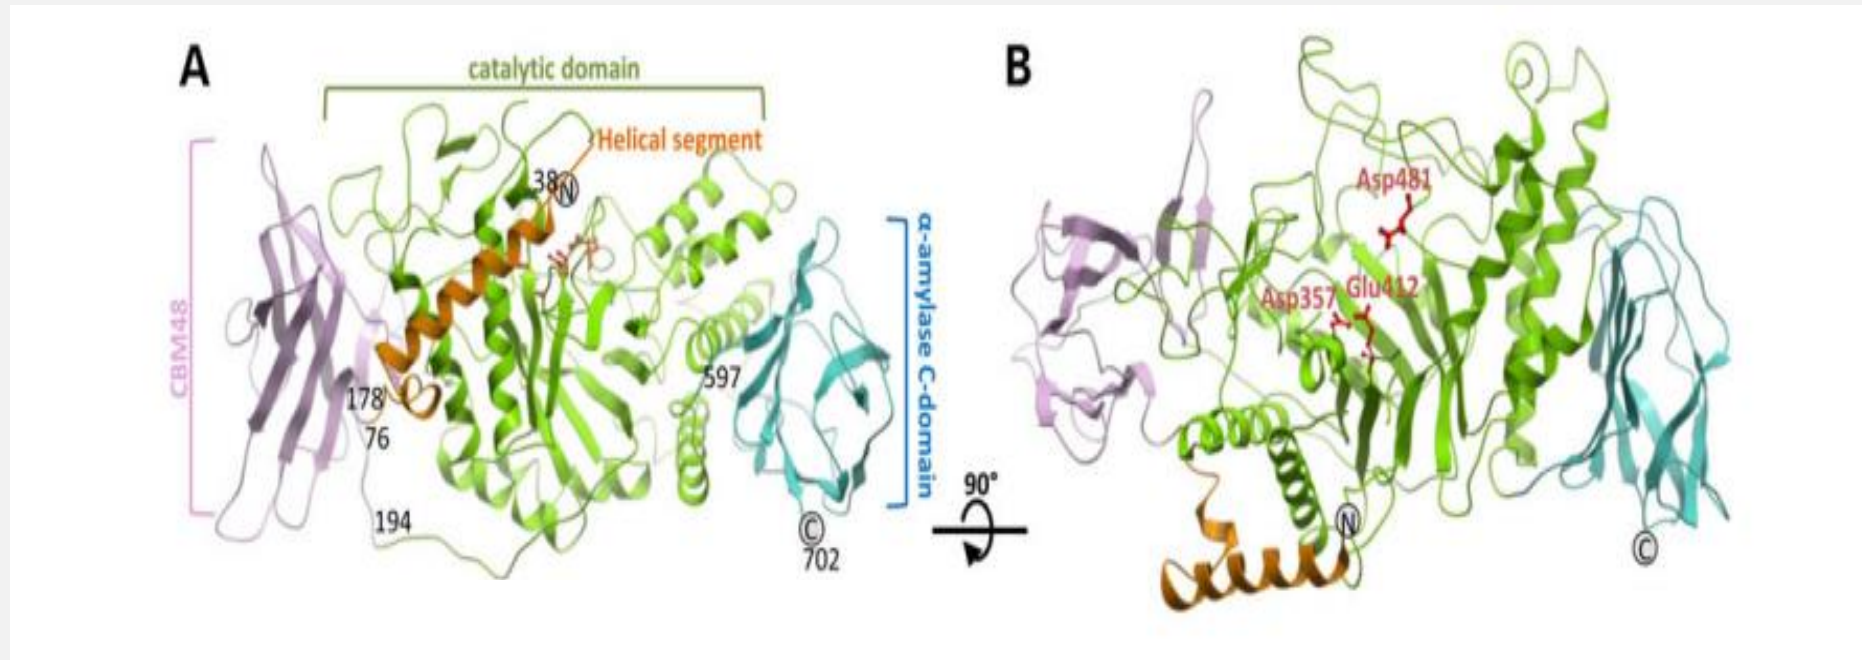 A
catalytic domain
Helical segment
38 N
CBM48
178
76
194
597
α-amylase C-domain
C
702
90°
B
Asp481
Asp357
Glu412
N
C